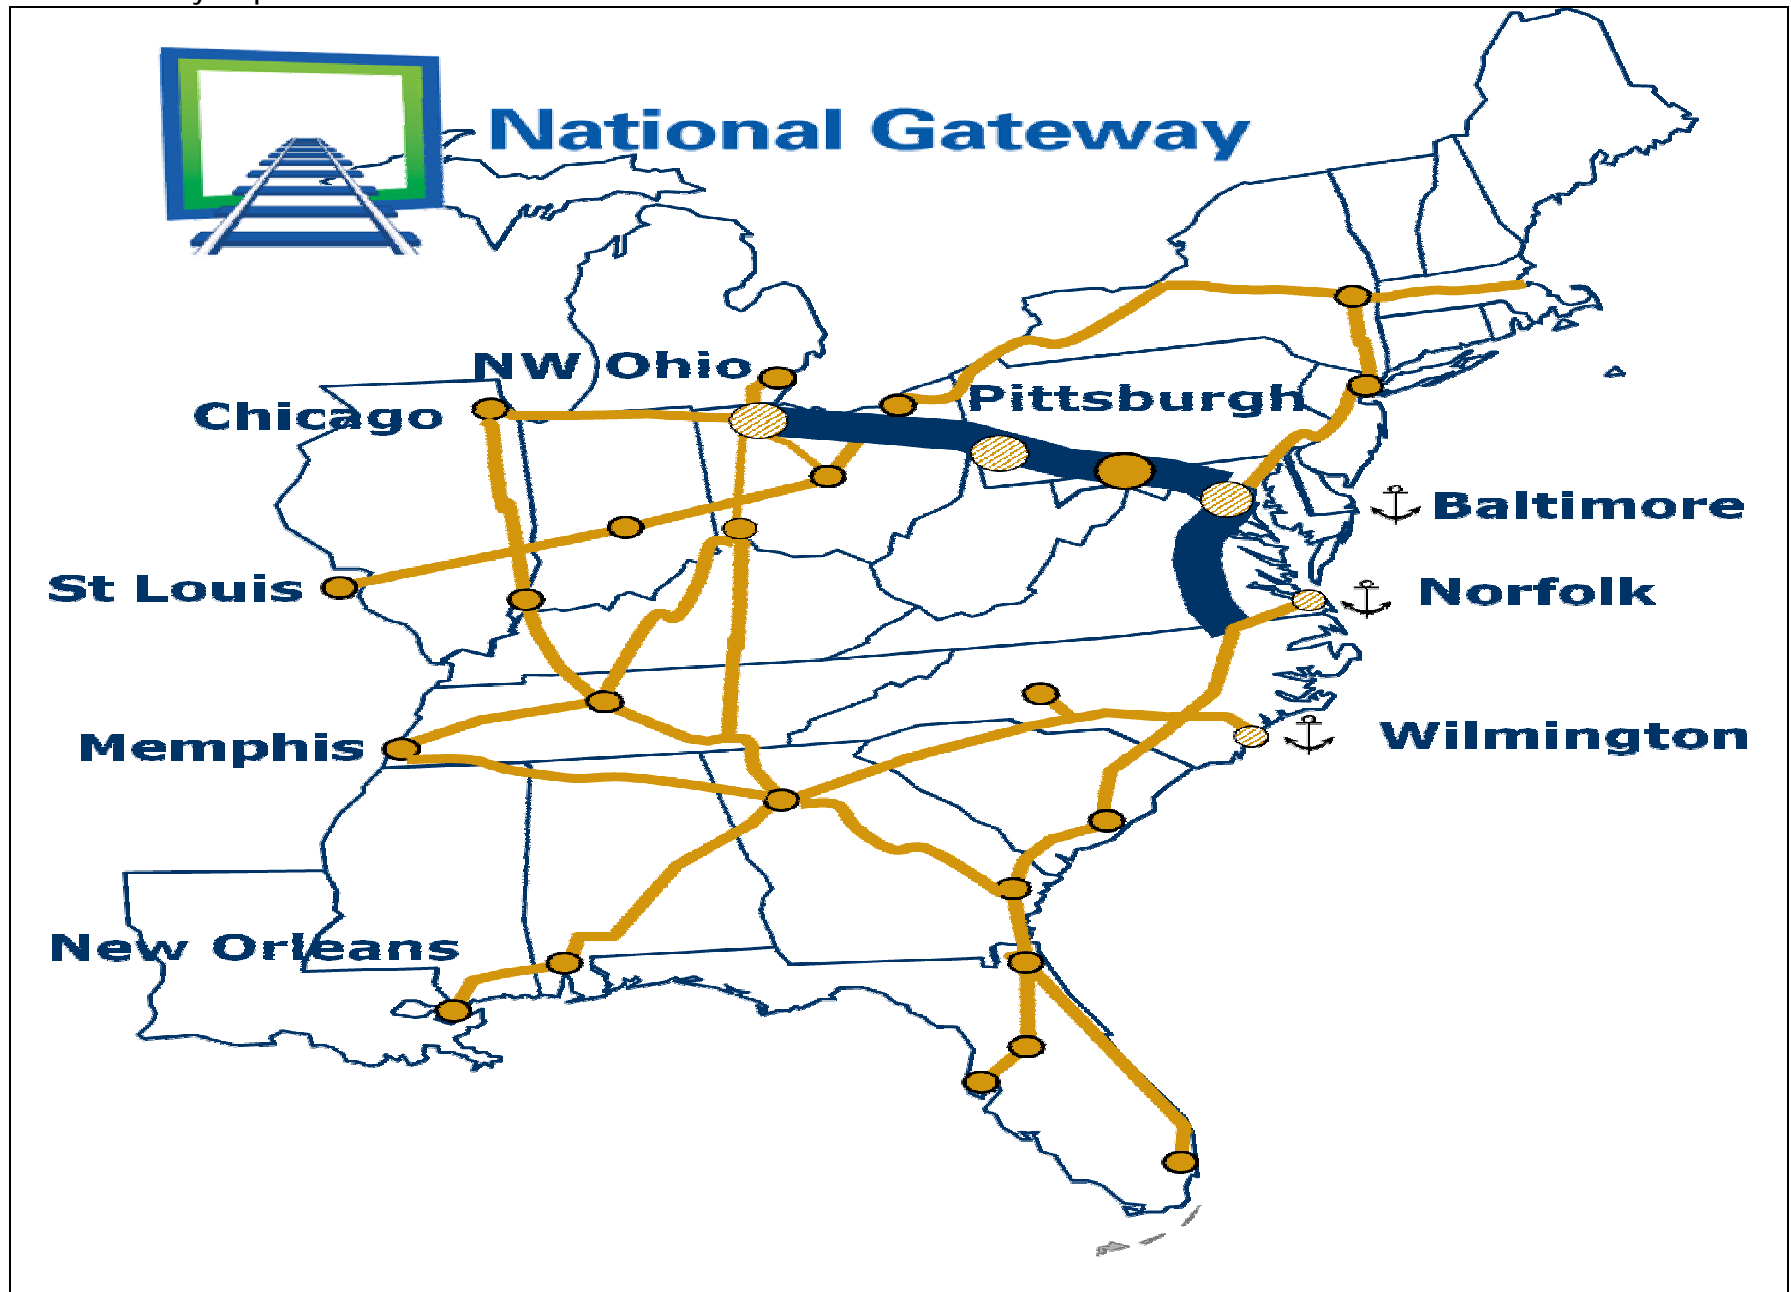 National Gateway
NW Ohio
Chicago
Pittsburgh
Baltimore
St Louis
Norfolk
Memphis
Wilmington
New Orleans